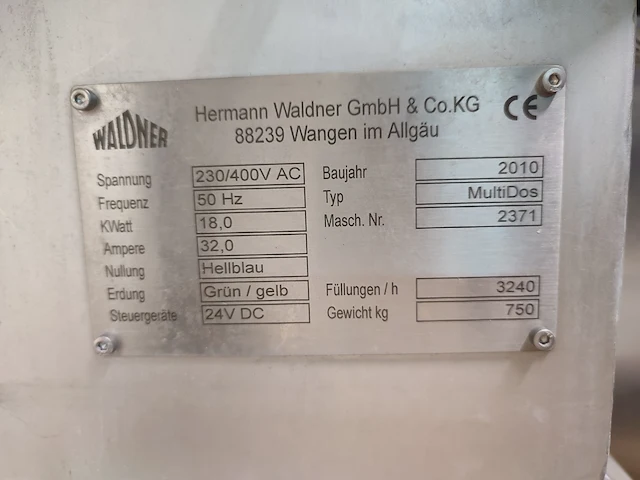 WALDNER
Hermann Waldner GmbH & Co.KG
CE
88239 Wangen im Allgäu
Spannung 230/400V AC
Frequenz 50 Hz
KWatt 18,0
Ampere 32,0
Nullung Hellblau
Erdung Grün / gelb
Steuergeräte 24V DC
Baujahr 2010
Typ MultiDos
Masch. Nr. 2371
Füllungen / h 3240
Gewicht kg 750